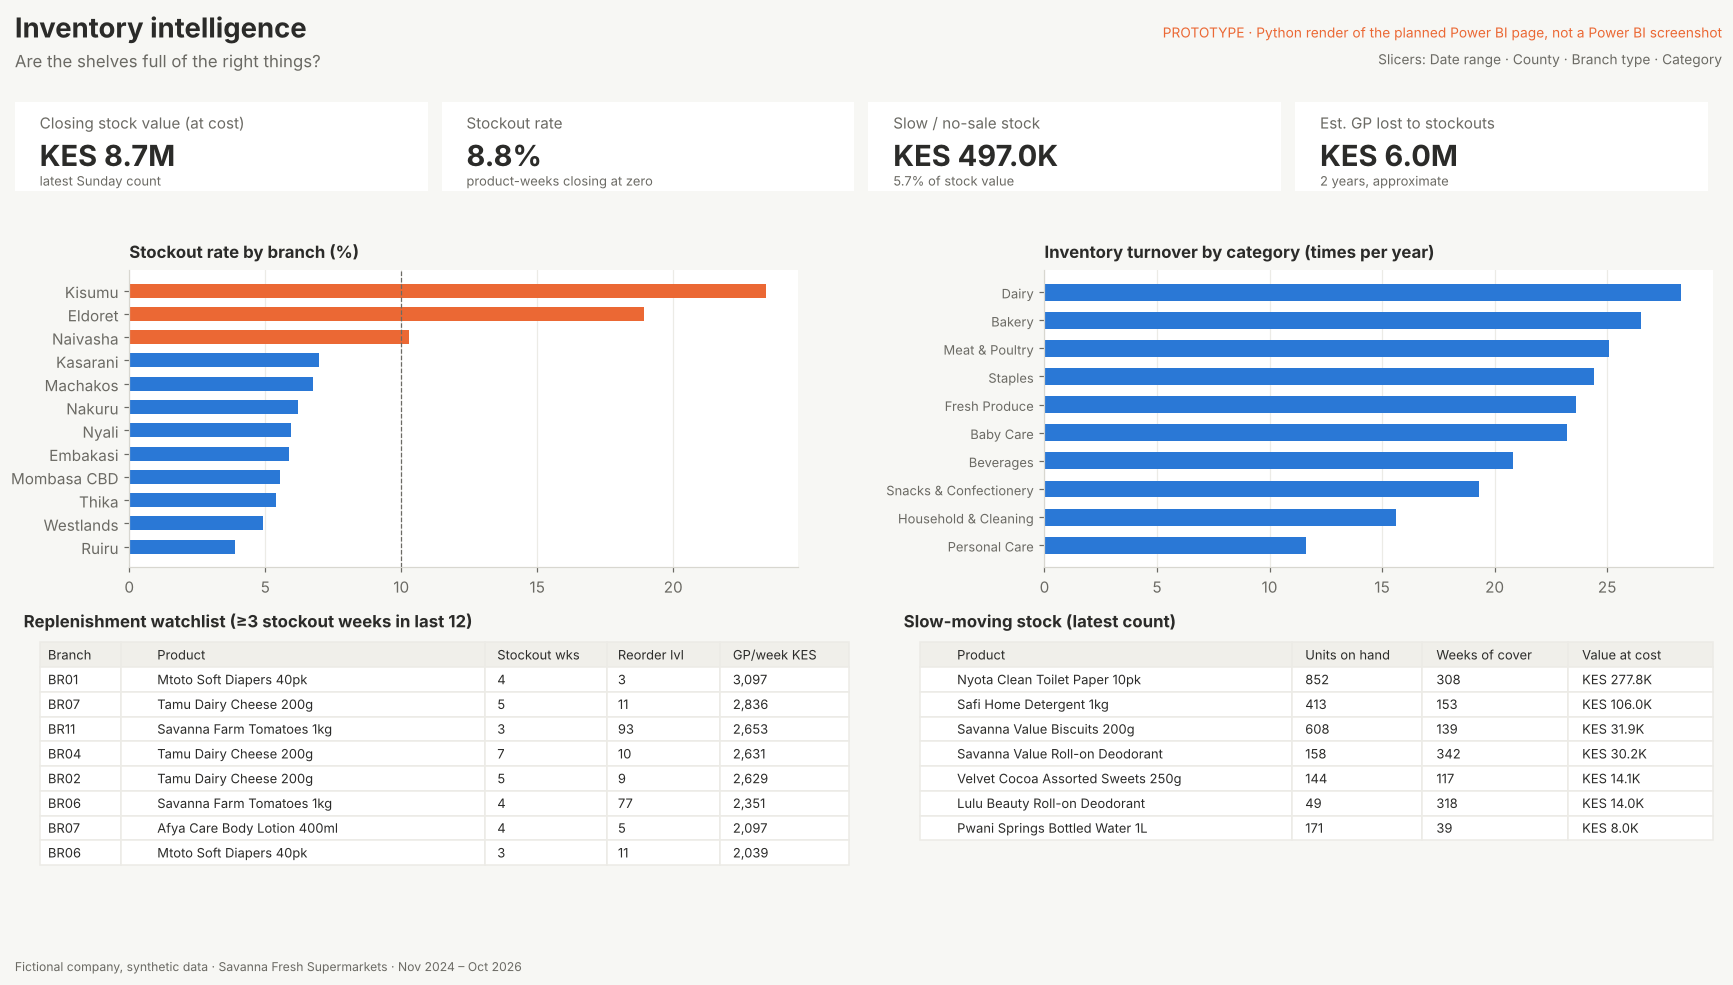 Inventory intelligence
PROTOTYPE · Python render of the planned Power BI page, not a Power BI screenshot
Are the shelves full of the right things?
Slicers: Date range · County · Branch type · Category
Closing stock value (at cost)
KES 8.7M
latest Sunday count
Stockout rate
8.8%
product-weeks closing at zero
Slow / no-sale stock
KES 497.0K
5.7% of stock value
Est. GP lost to stockouts
KES 6.0M
2 years, approximate
Stockout rate by branch (%)
Kisumu
Eldoret
Naivasha
Kasarani
Machakos
Nakuru
Nyali
Embakasi
Mombasa CBD
Thika
Westlands
Ruiru
0 5 10 15 20
Inventory turnover by category (times per year)
Dairy
Bakery
Meat & Poultry
Staples
Fresh Produce
Baby Care
Beverages
Snacks & Confectionery
Household & Cleaning
Personal Care
0 5 10 15 20 25
Replenishment watchlist (≥3 stockout weeks in last 12)
Branch Product Stockout wks Reorder lvl GP/week KES
BR01 Mtoto Soft Diapers 40pk 4 3 3,097
BR07 Tamu Dairy Cheese 200g 5 11 2,836
BR11 Savanna Farm Tomatoes 1kg 3 93 2,653
BR04 Tamu Dairy Cheese 200g 7 10 2,631
BR02 Tamu Dairy Cheese 200g 5 9 2,629
BR06 Savanna Farm Tomatoes 1kg 4 77 2,351
BR07 Afya Care Body Lotion 400ml 4 5 2,097
BR06 Mtoto Soft Diapers 40pk 3 11 2,039
Slow-moving stock (latest count)
Product Units on hand Weeks of cover Value at cost
Nyota Clean Toilet Paper 10pk 852 308 KES 277.8K
Safi Home Detergent 1kg 413 153 KES 106.0K
Savanna Value Biscuits 200g 608 139 KES 31.9K
Savanna Value Roll-on Deodorant 158 342 KES 30.2K
Velvet Cocoa Assorted Sweets 250g 144 117 KES 14.1K
Lulu Beauty Roll-on Deodorant 49 318 KES 14.0K
Pwani Springs Bottled Water 1L 171 39 KES 8.0K
Fictional company, synthetic data · Savanna Fresh Supermarkets · Nov 2024 – Oct 2026